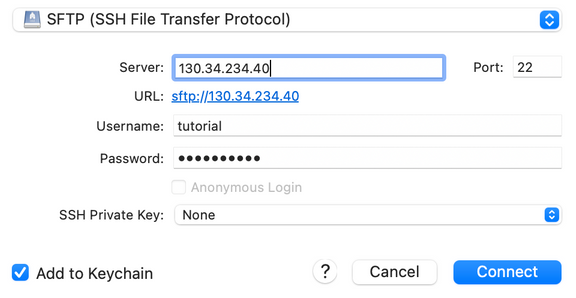 SFTP (SSH File Transfer Protocol)
Server: 130.34.234.40 Port: 22
URL: sftp://130.34.234.40
Username: tutorial
Password: ••••••••••
Anonymous Login
SSH Private Key: None
Add to Keychain ? Cancel Connect